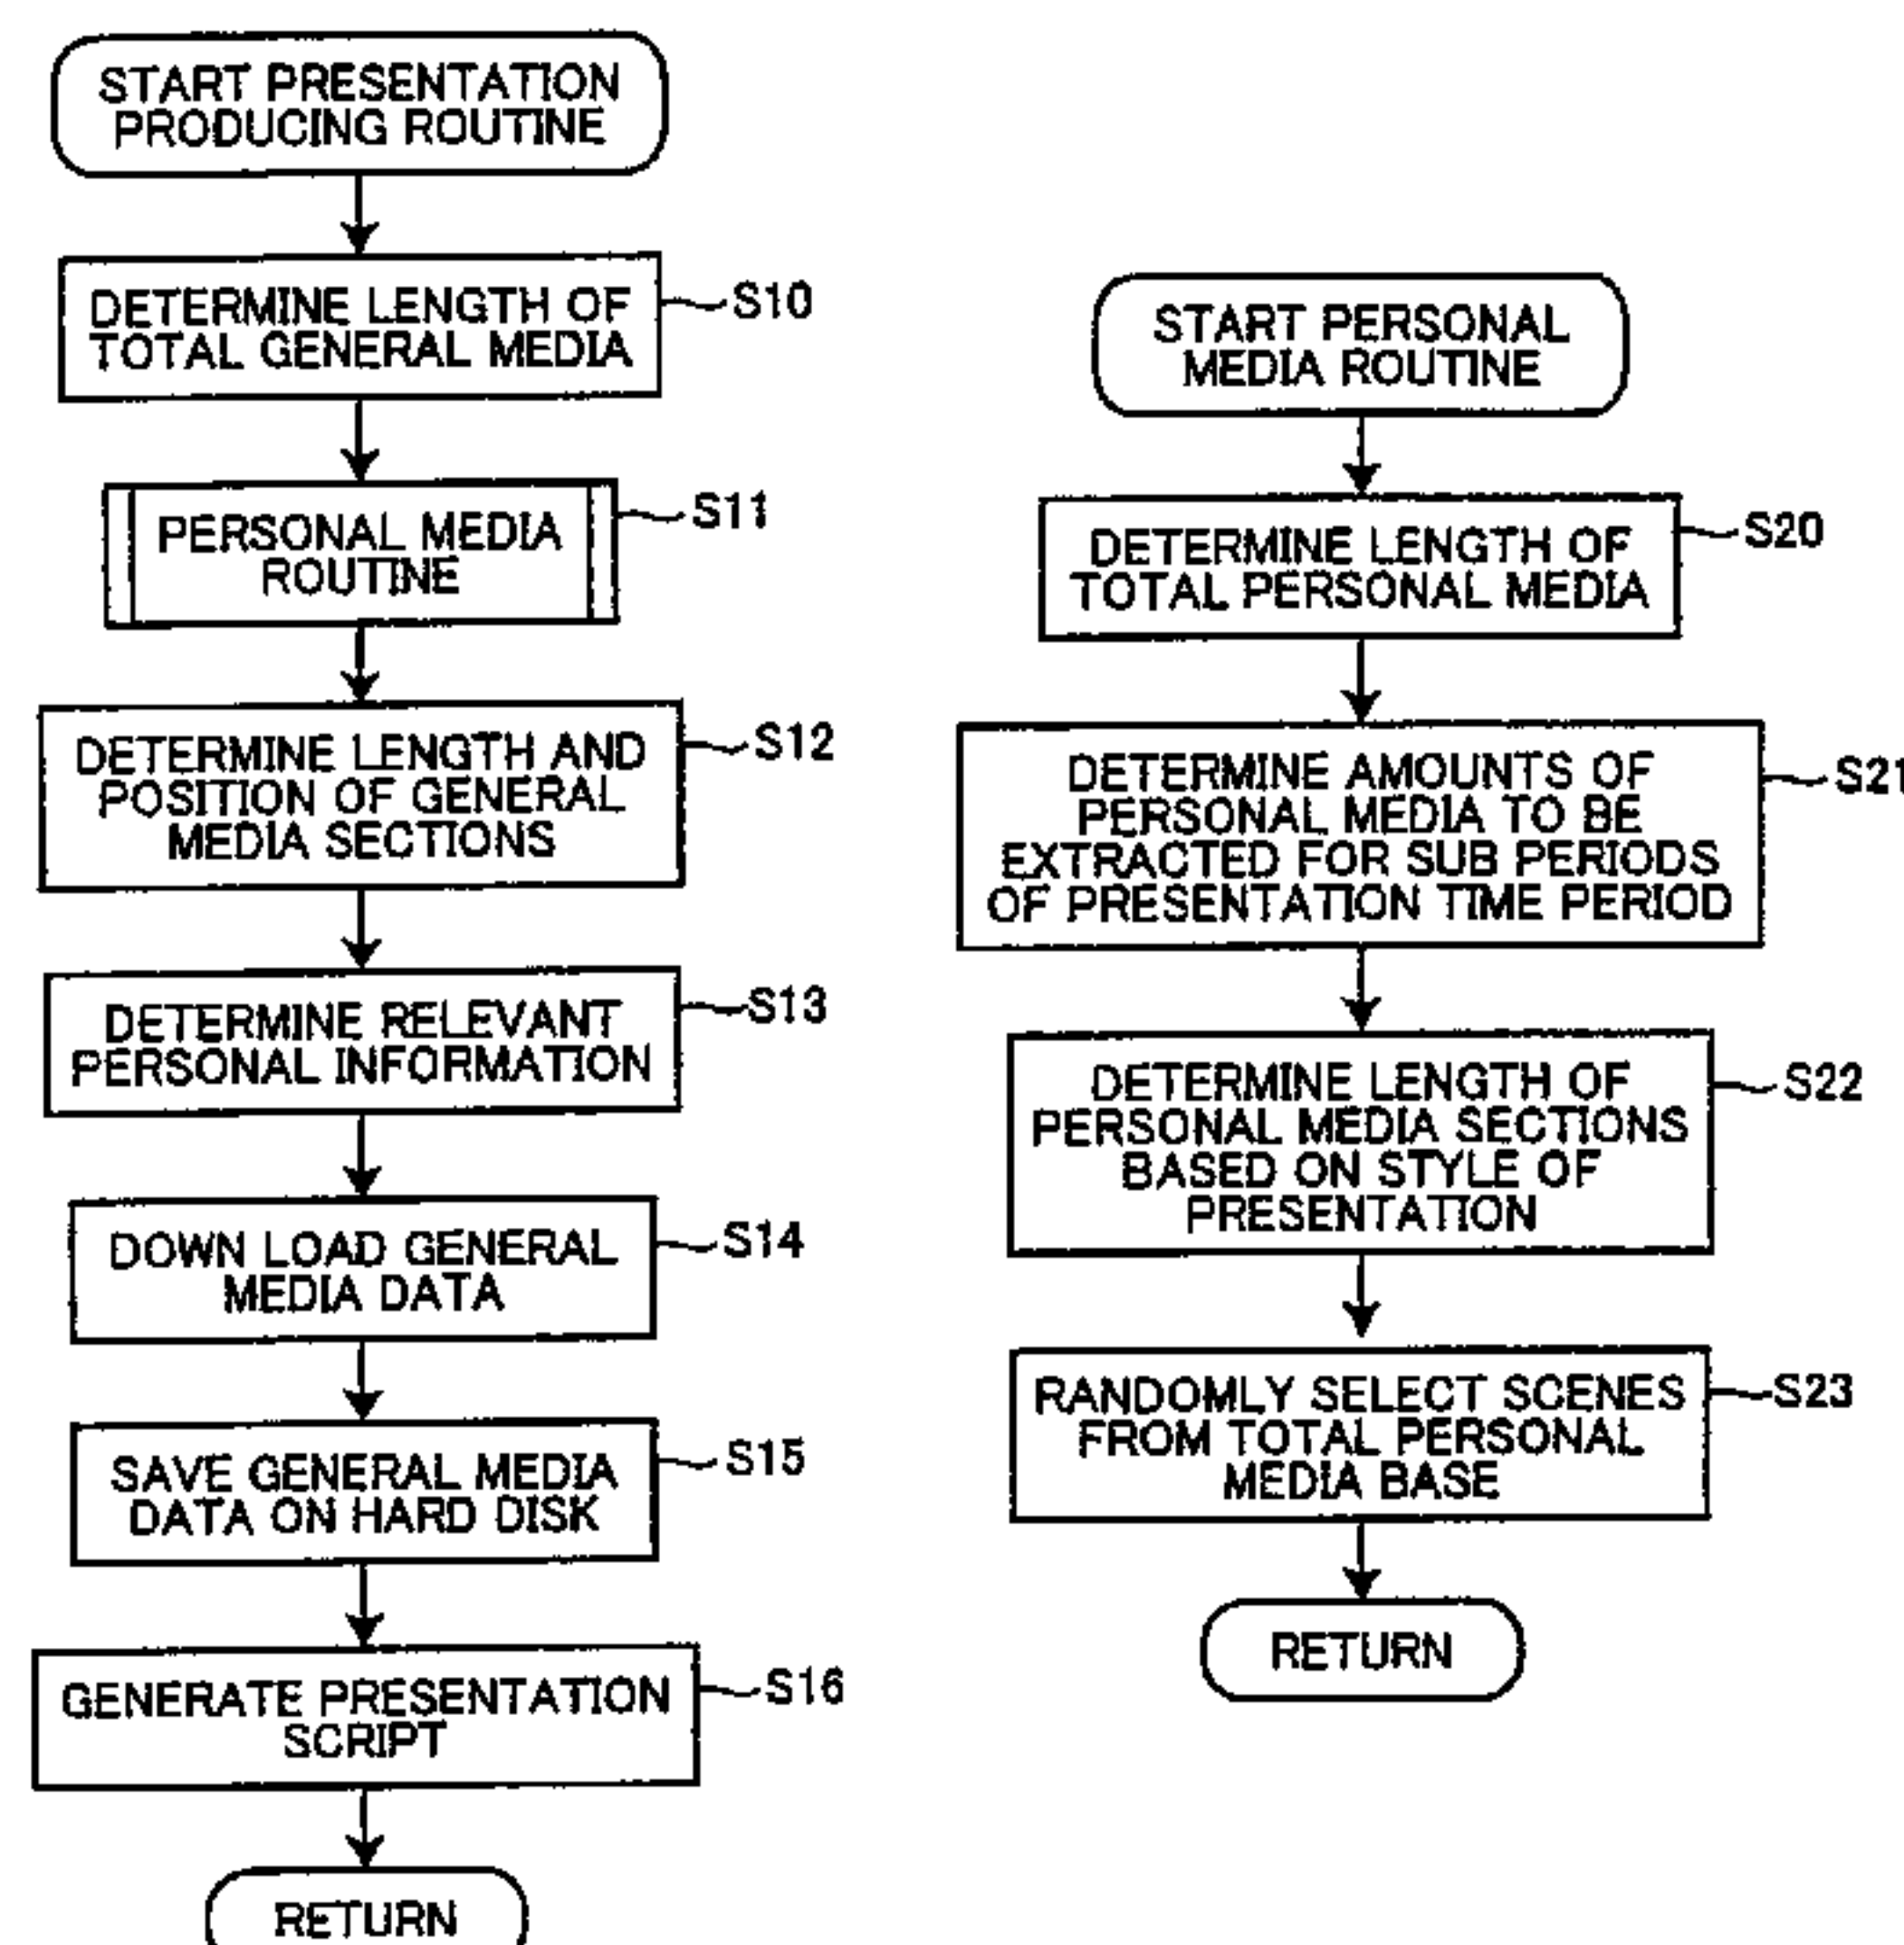 START PRESENTATION
PRODUCING ROUTINE
DETERMINE LENGTH OF
TOTAL GENERAL MEDIA
S10
PERSONAL MEDIA
ROUTINE
S11
DETERMINE LENGTH AND
POSITION OF GENERAL
MEDIA SECTIONS
S12
DETERMINE RELEVANT
PERSONAL INFORMATION
S13
DOWN LOAD GENERAL
MEDIA DATA
S14
SAVE GENERAL MEDIA
DATA ON HARD DISK
S15
GENERATE PRESENTATION
SCRIPT
S16
RETURN
START PERSONAL
MEDIA ROUTINE
DETERMINE LENGTH OF
TOTAL PERSONAL MEDIA
S20
DETERMINE AMOUNTS OF
PERSONAL MEDIA TO BE
EXTRACTED FOR SUB PERIODS
OF PRESENTATION TIME PERIOD
S21
DETERMINE LENGTH OF
PERSONAL MEDIA SECTIONS
BASED ON STYLE OF
PRESENTATION
S22
RANDOMLY SELECT SCENES
FROM TOTAL PERSONAL
MEDIA BASE
S23
RETURN